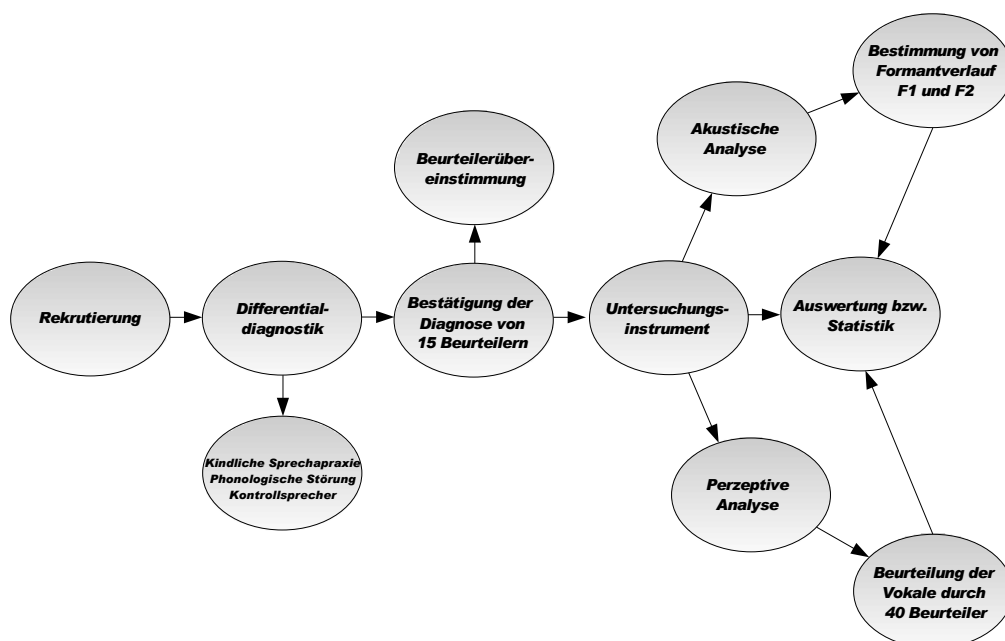 Rekrutierung
Differential-
diagnostik
Kindliche Sprechapraxie
Phonologische Störung
Kontrollsprecher
Beurteilerüber-
einstimmung
Bestätigung der
Diagnose von
15 Beurteilern
Untersuchungs-
instrument
Akustische
Analyse
Bestimmung von
Formantverlauf
F1 und F2
Auswertung bzw.
Statistik
Perzeptive
Analyse
Beurteilung der
Vokale durch
40 Beurteiler